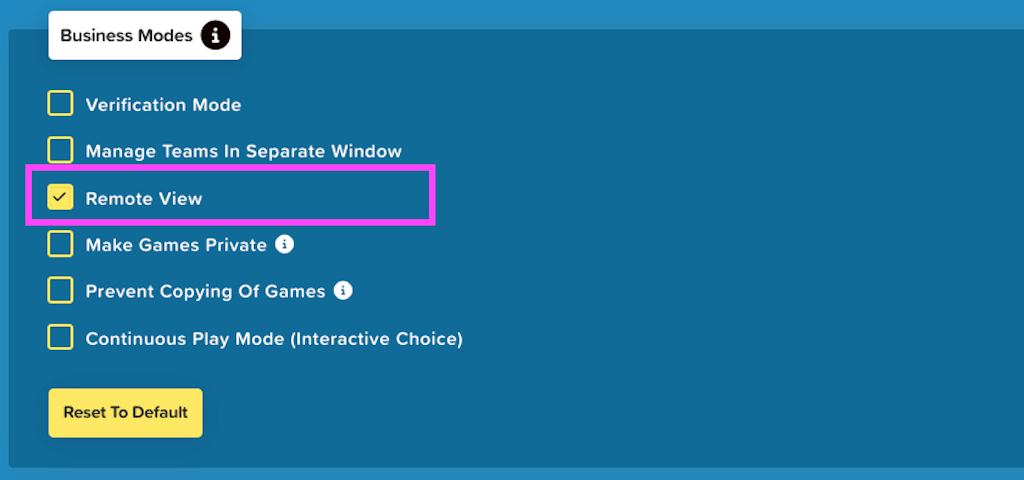 Business Modes
Verification Mode
Manage Teams In Separate Window
Remote View
Make Games Private
Prevent Copying Of Games
Continuous Play Mode (Interactive Choice)
Reset To Default